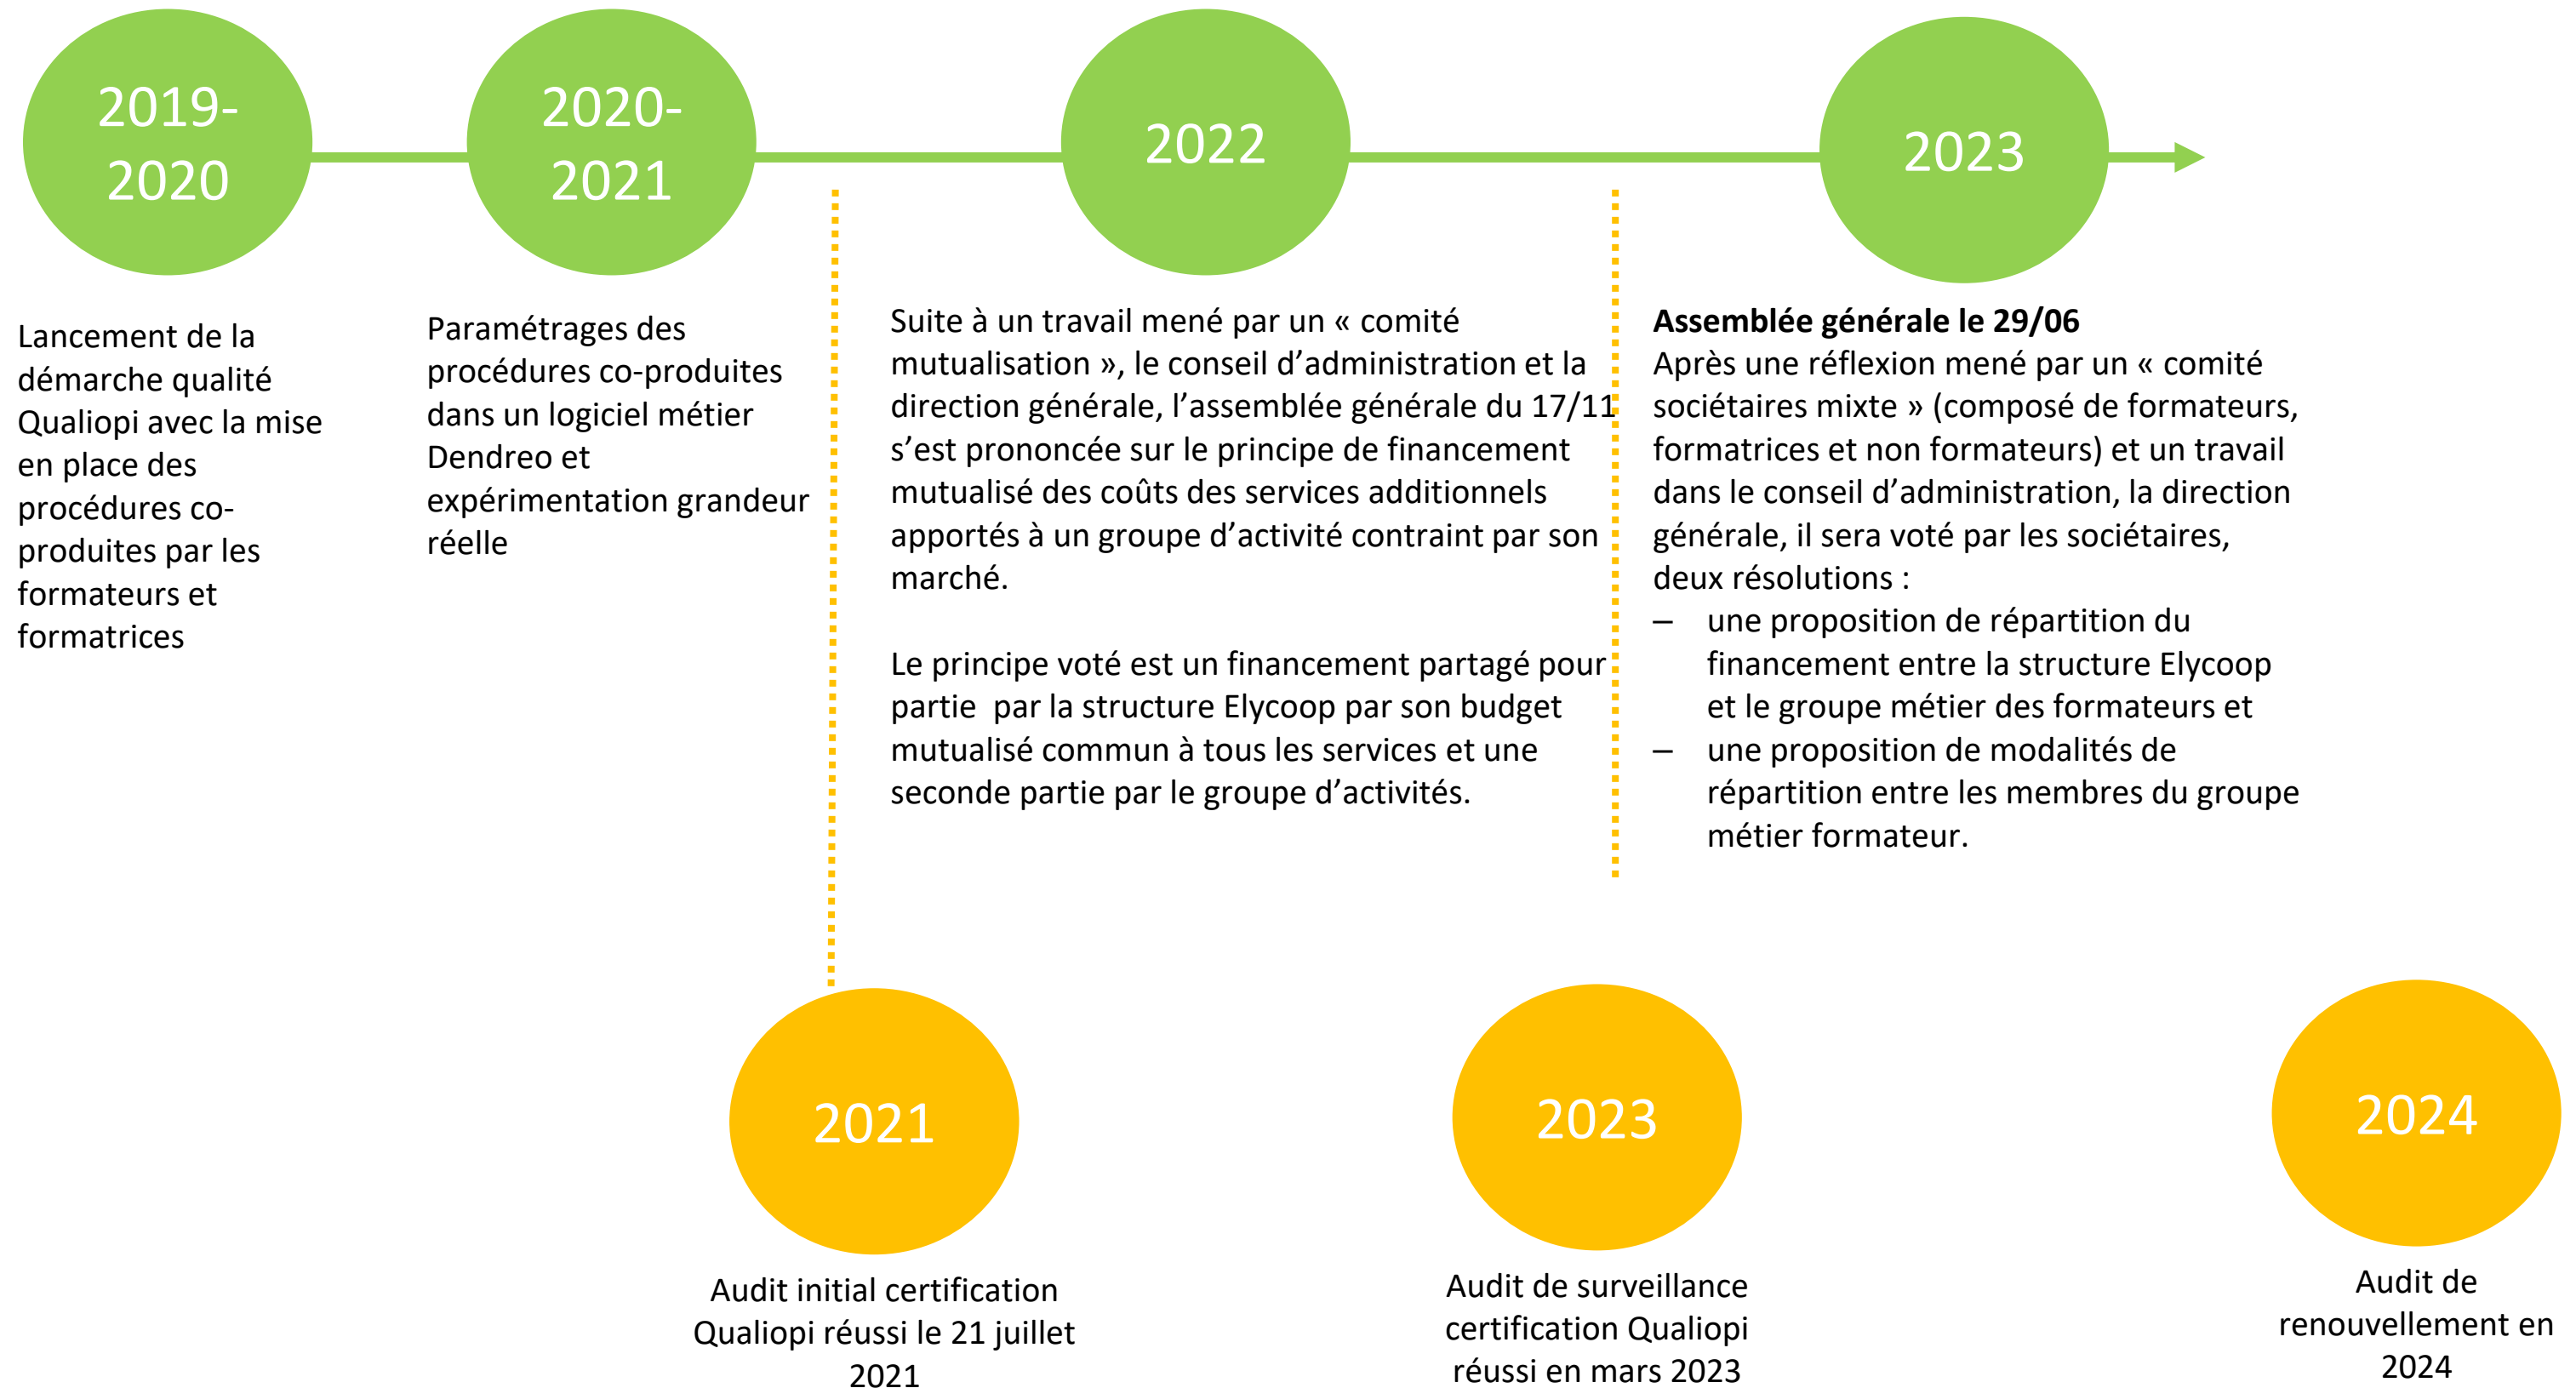 2019-
2020
Lancement de la
démarche qualité
Qualiopi avec la mise
en place des
procédures co-
produites par les
formateurs et
formatrices
2020-
2021
Paramétrages des
procédures co-produites
dans un logiciel métier
Dendreo et
expérimentation grandeur
réelle
2022
Suite à un travail mené par un « comité
mutualisation », le conseil d’administration et la
direction générale, l’assemblée générale du 17/11
s’est prononcée sur le principe de financement
mutualisé des coûts des services additionnels
apportés à un groupe d’activité contraint par son
marché.
Le principe voté est un financement partagé pour
partie  par la structure Elycoop par son budget
mutualisé commun à tous les services et une
seconde partie par le groupe d’activités.
2023
Assemblée générale le 29/06
Après une réflexion mené par un « comité
sociétaires mixte » (composé de formateurs,
formatrices et non formateurs) et un travail
dans le conseil d’administration, la direction
générale, il sera voté par les sociétaires,
deux résolutions :
– une proposition de répartition du
financement entre la structure Elycoop
et le groupe métier des formateurs et
– une proposition de modalités de
répartition entre les membres du groupe
métier formateur.
2021
Audit initial certification
Qualiopi réussi le 21 juillet
2021
2023
Audit de surveillance
certification Qualiopi
réussi en mars 2023
2024
Audit de
renouvellement en
2024